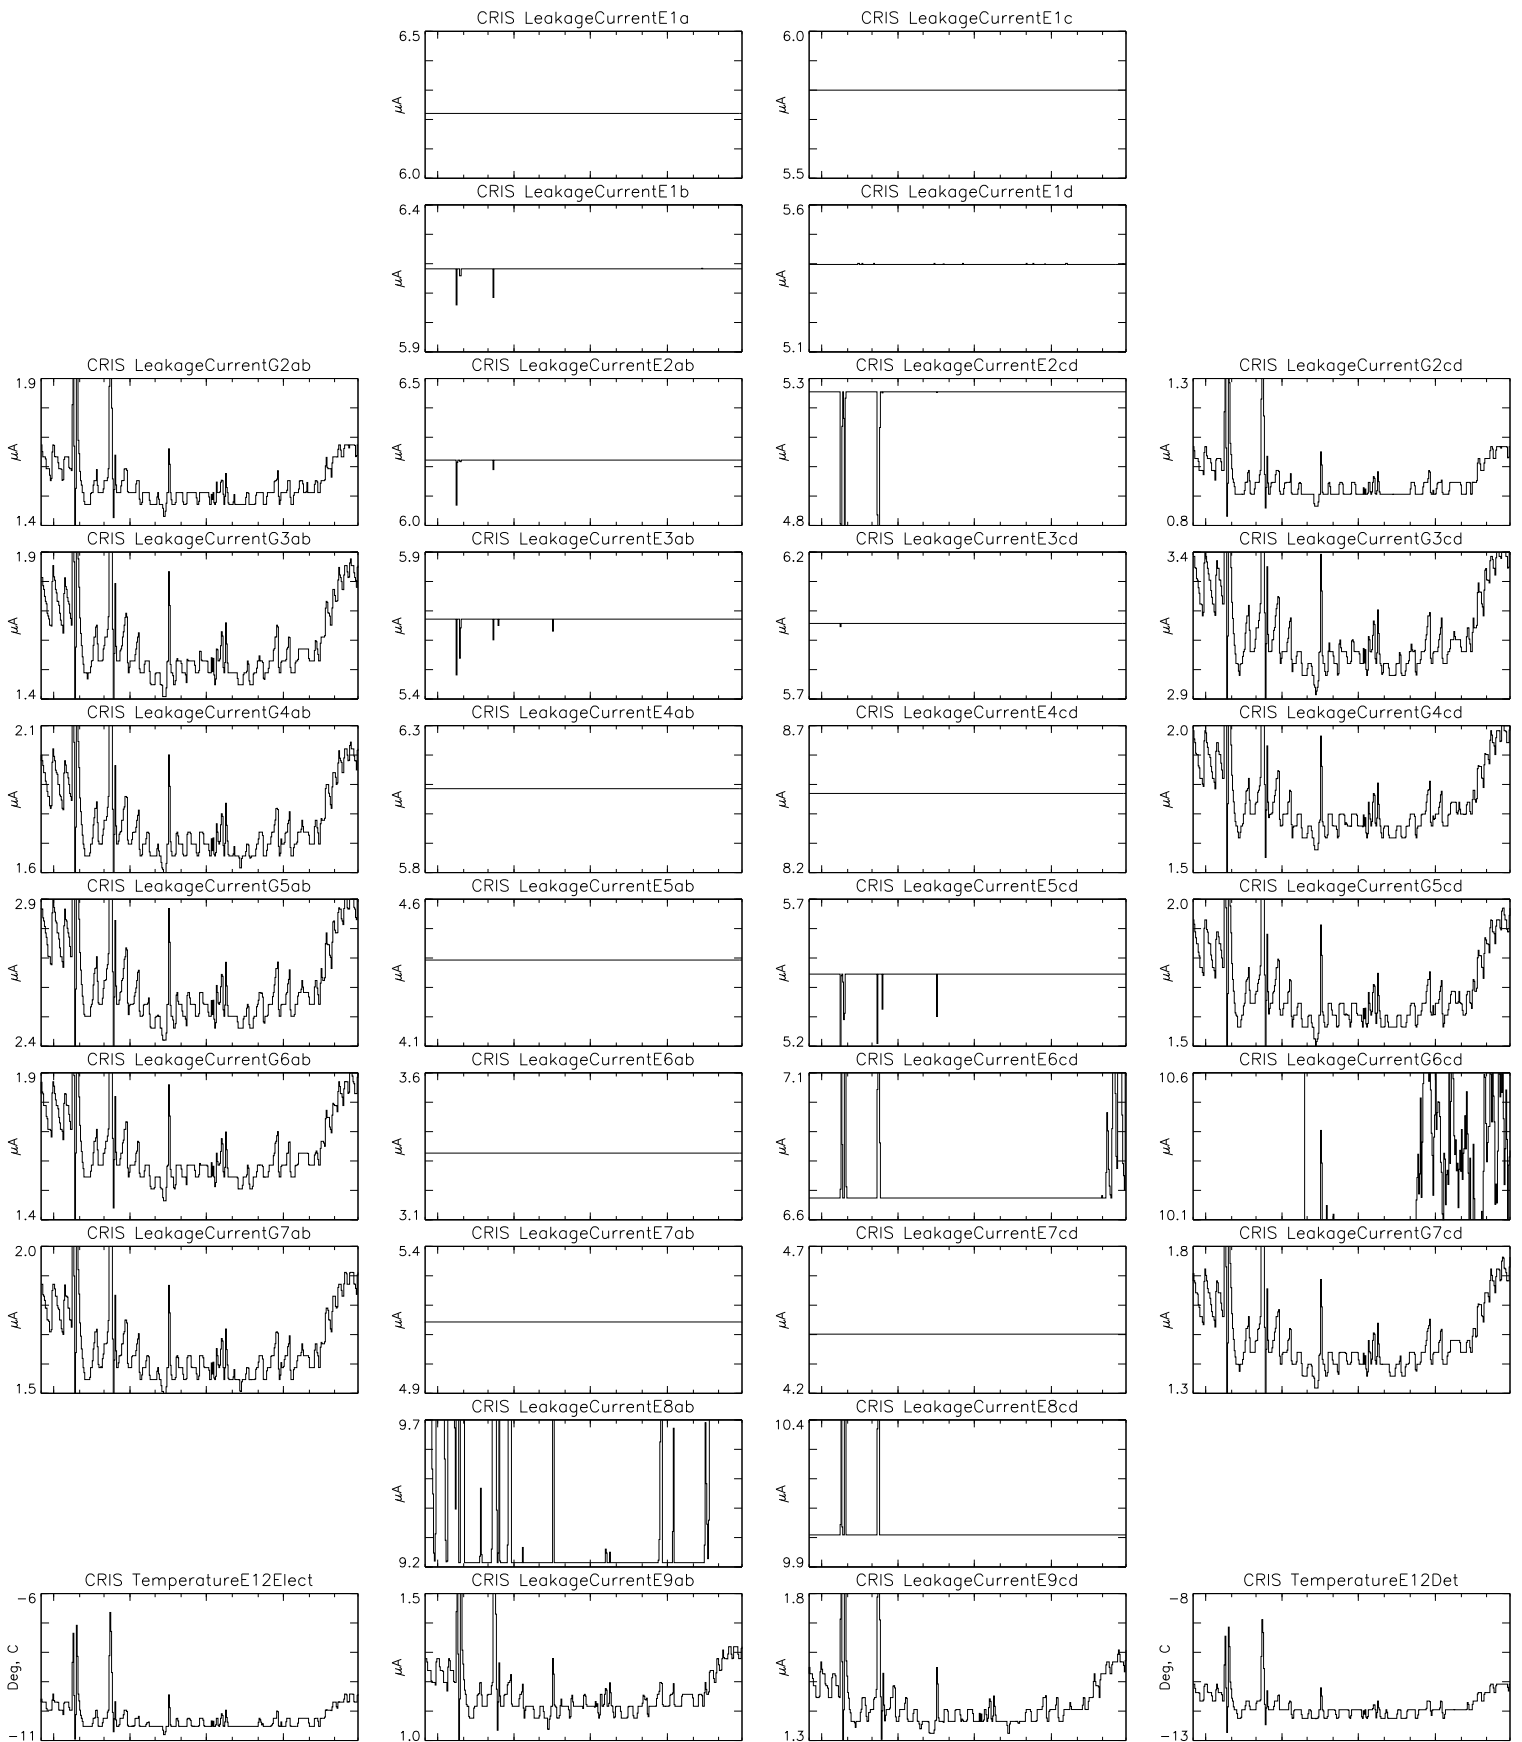 CRIS LeakageCurrentE1a
6.5
μA
6.0
CRIS LeakageCurrentE1c
6.0
μA
5.5
CRIS LeakageCurrentE1b
6.4
μA
5.9
CRIS LeakageCurrentE1d
5.6
μA
5.1
CRIS LeakageCurrentG2ab
1.9
μA
1.4
CRIS LeakageCurrentE2ab
6.5
μA
6.0
CRIS LeakageCurrentE2cd
5.3
μA
4.8
CRIS LeakageCurrentG2cd
1.3
μA
0.8
CRIS LeakageCurrentG3ab
1.9
μA
1.4
CRIS LeakageCurrentE3ab
5.9
μA
5.4
CRIS LeakageCurrentE3cd
6.2
μA
5.7
CRIS LeakageCurrentG3cd
3.4
μA
2.9
CRIS LeakageCurrentG4ab
2.1
μA
1.6
CRIS LeakageCurrentE4ab
6.3
μA
5.8
CRIS LeakageCurrentE4cd
8.7
μA
8.2
CRIS LeakageCurrentG4cd
2.0
μA
1.5
CRIS LeakageCurrentG5ab
2.9
μA
2.4
CRIS LeakageCurrentE5ab
4.6
μA
4.1
CRIS LeakageCurrentE5cd
5.7
μA
5.2
CRIS LeakageCurrentG5cd
2.0
μA
1.5
CRIS LeakageCurrentG6ab
1.9
μA
1.4
CRIS LeakageCurrentE6ab
3.6
μA
3.1
CRIS LeakageCurrentE6cd
7.1
μA
6.6
CRIS LeakageCurrentG6cd
10.6
μA
10.1
CRIS LeakageCurrentG7ab
2.0
μA
1.5
CRIS LeakageCurrentE7ab
5.4
μA
4.9
CRIS LeakageCurrentE7cd
4.7
μA
4.2
CRIS LeakageCurrentG7cd
1.8
μA
1.3
CRIS LeakageCurrentE8ab
9.7
μA
9.2
CRIS LeakageCurrentE8cd
10.4
μA
9.9
CRIS TemperatureE12Elect
-6
Deg, C
-11
CRIS LeakageCurrentE9ab
1.5
μA
1.0
CRIS LeakageCurrentE9cd
1.8
μA
1.3
CRIS TemperatureE12Det
-8
Deg, C
-13